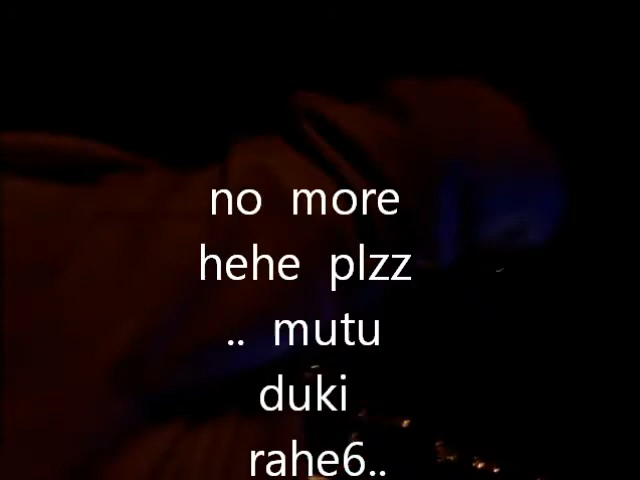 no more
hehe plzz
.. mutu
duki
rahe6..